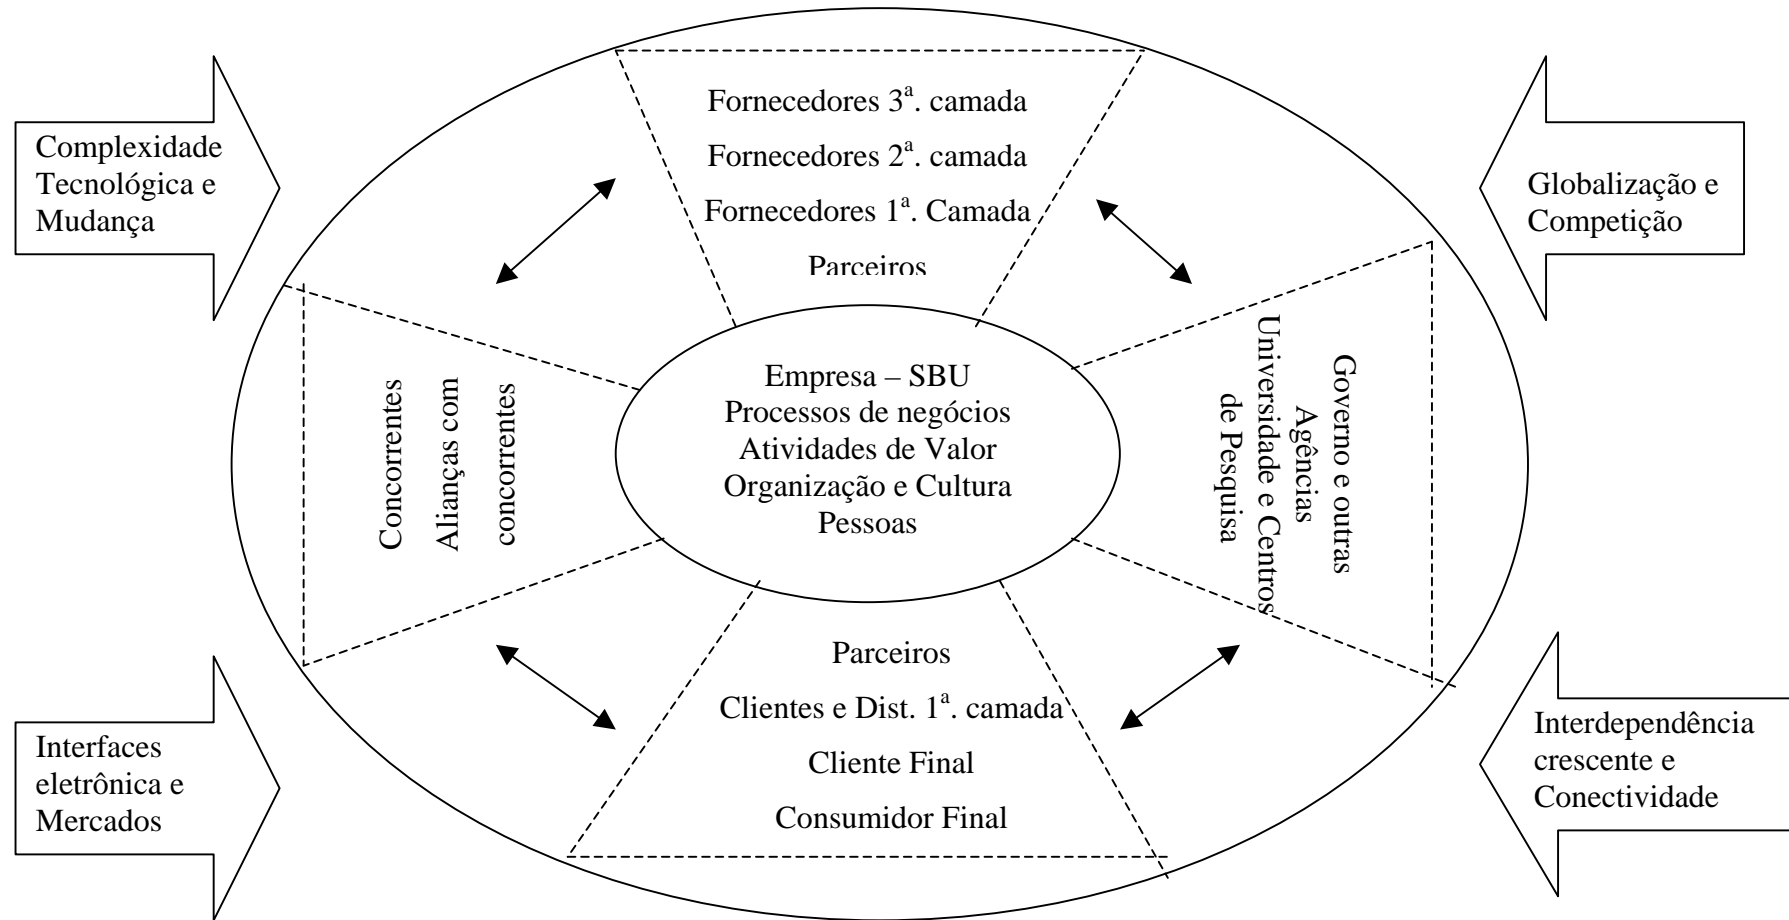 Fornecedores 3ª. camada
Fornecedores 2ª. camada
Fornecedores 1ª. Camada
Parceiros
Complexidade
Tecnológica e
Mudança
Globalização e
Competição
Concorrentes
Alianças com
concorrentes
Empresa – SBU
Processos de negócios
Atividades de Valor
Organização e Cultura
Pessoas
Governo e outras
Agências
Universidade e Centros
de Pesquisa
Parceiros
Clientes e Dist. 1ª. camada
Cliente Final
Consumidor Final
Interfaces
eletrônica e
Mercados
Interdependência
crescente e
Conectividade